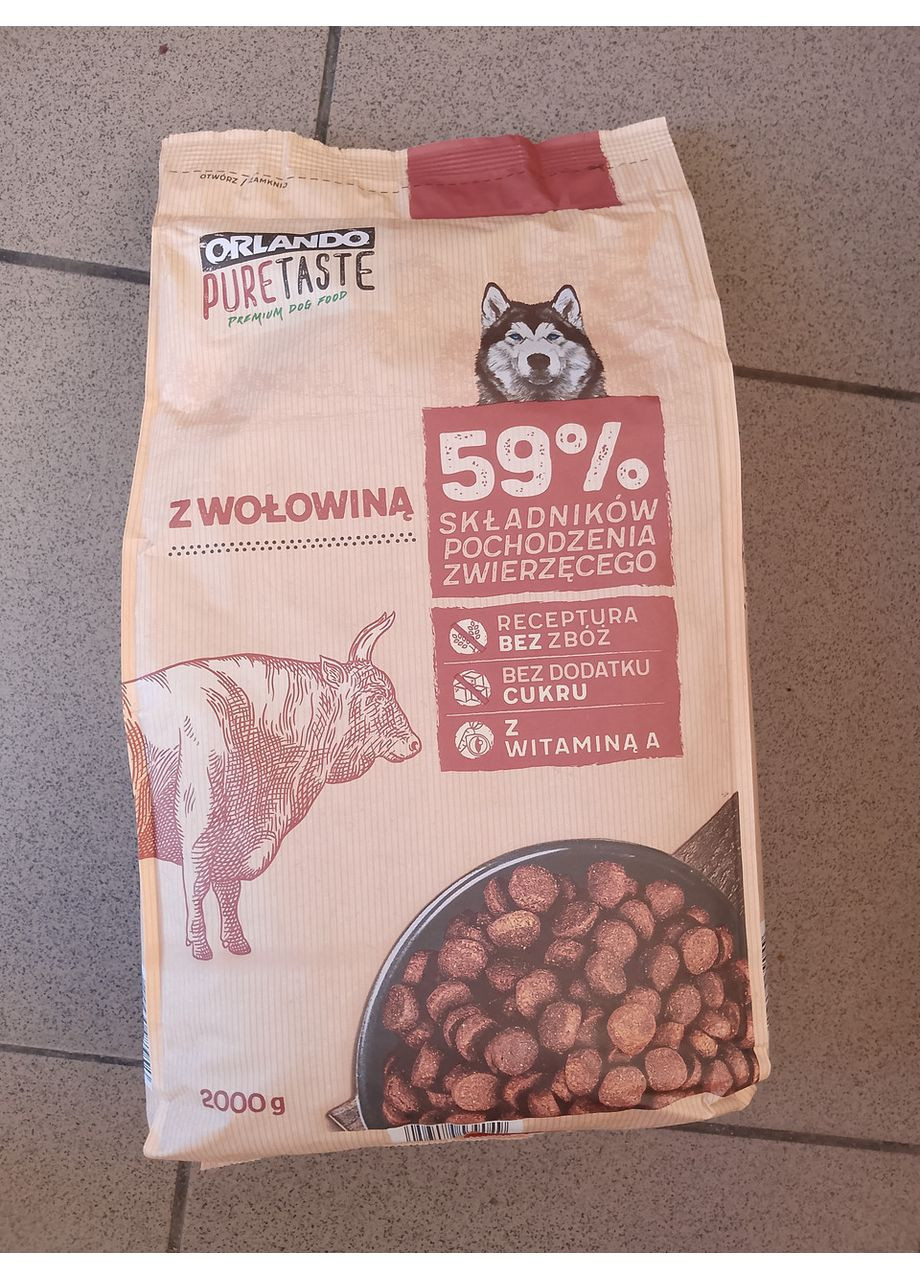 OTWÓRZ / ZAMKNIJ
ORLANDO
PURETASTE
PREMIUM DOG FOOD
59%
SKŁADNIKÓW
POCHODZENIA
ZWIERZĘCEGO
Z WOŁOWINĄ
RECEPTURA
BEZ ZBÓŻ
BEZ DODATKU
CUKRU
Z
WITAMINĄ A
2000 g